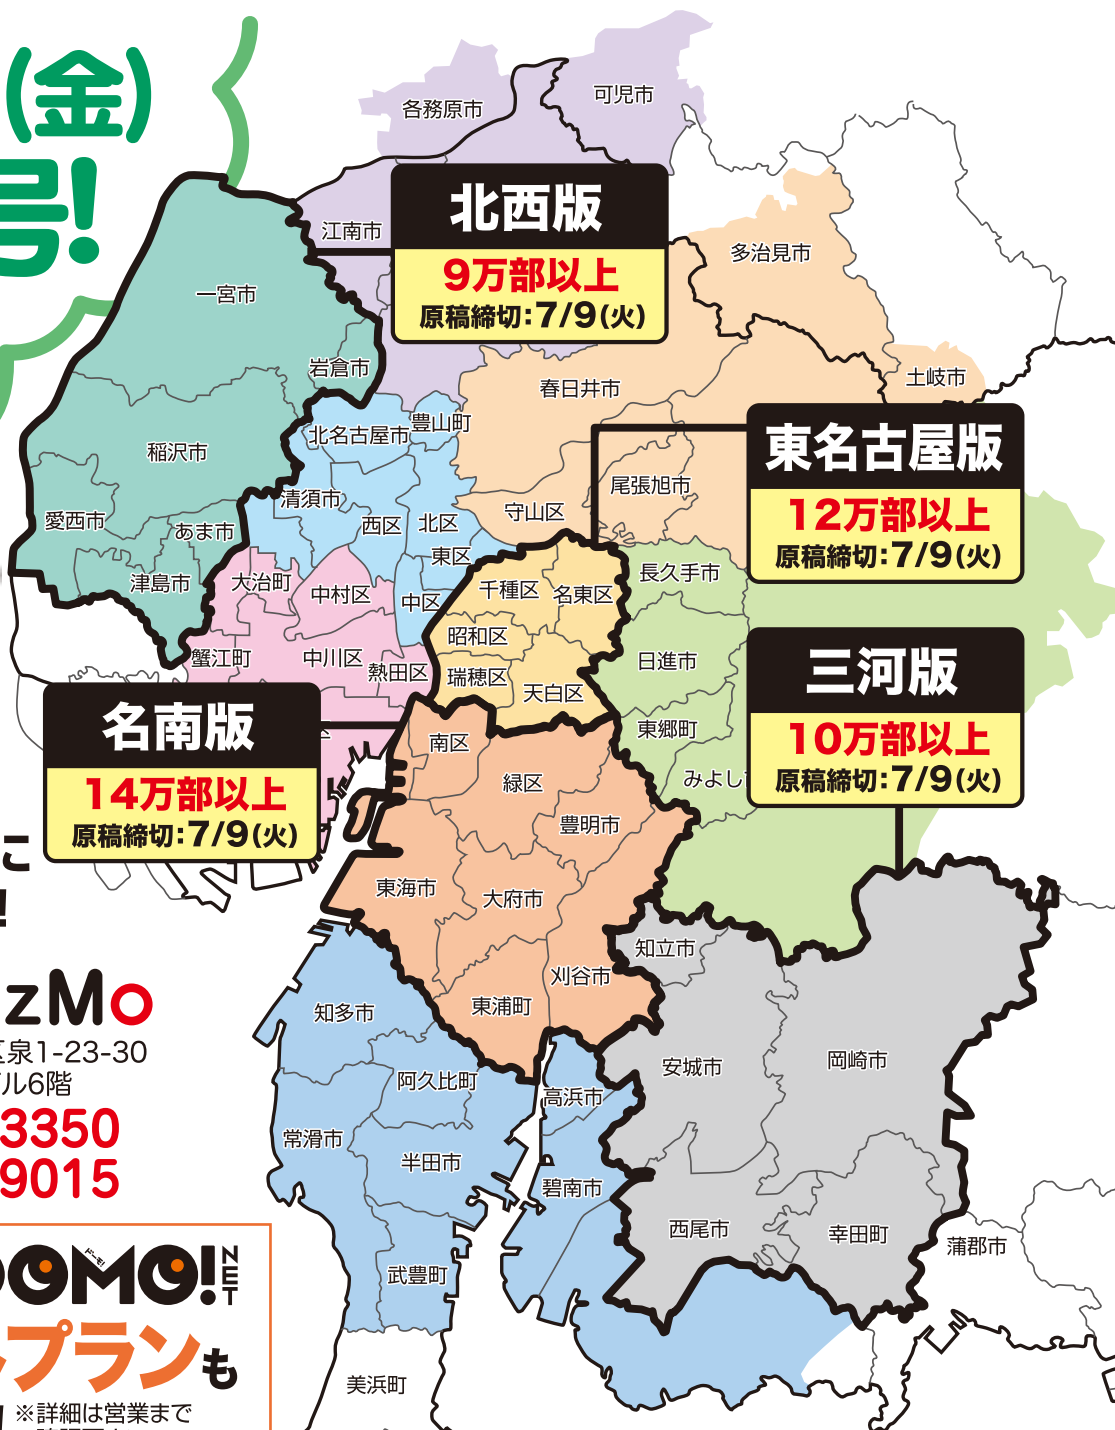 (金)
号!
各務原市
可児市
江南市
北西版
9万部以上
原稿締切:7/9(火)
多治見市
一宮市
岩倉市
春日井市
土岐市
豊山町
北名古屋市
東名古屋版
12万部以上
原稿締切:7/9(火)
稲沢市
尾張旭市
清須市
愛西市
あま市
西区
北区
守山区
東区
津島市
大治町
中村区
中区
千種区
名東区
長久手市
昭和区
蟹江町
中川区
熱田区
瑞穂区
天白区
日進市
三河版
10万部以上
原稿締切:7/9(火)
名南版
14万部以上
原稿締切:7/9(火)
南区
東郷町
緑区
みよし
豊明市
に
!
東海市
大府市
知立市
刈谷市
東浦町
zMo
区泉1-23-30
ル6階
3350
9015
知多市
安城市
岡崎市
阿久比町
高浜市
常滑市
半田市
碧南市
西尾市
幸田町
蒲郡市
武豊町
DOMO!NET
ドーモ!
プランも
美浜町
※詳細は営業まで